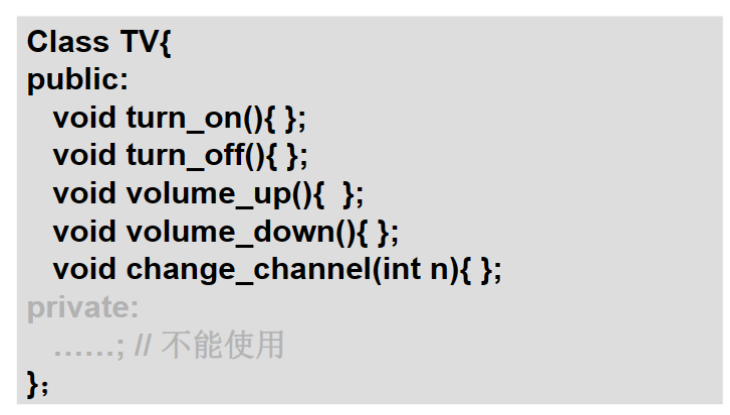 Class TV{
public:
void turn_on(){ };
void turn_off(){ };
void volume_up(){  };
void volume_down(){ };
void change_channel(int n){ };
private:
……; // 不能使用
}；